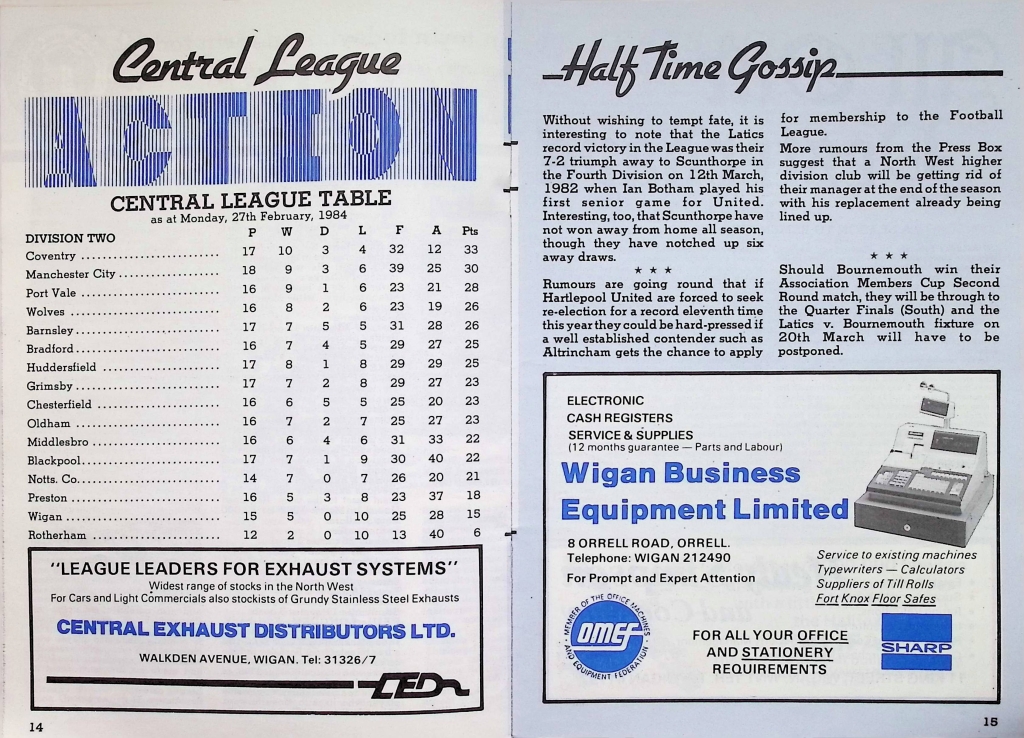 Central League
ACTION
CENTRAL LEAGUE TABLE
as at Monday, 27th February, 1984
DIVISION TWO P W D L F A Pts
Coventry 17 10 3 4 32 12 33
Manchester City 18 9 3 6 39 25 30
Port Vale 16 9 1 6 23 21 28
Wolves 16 8 2 6 23 19 26
Barnsley 17 7 5 5 31 28 26
Bradford 16 7 4 5 29 27 25
Huddersfield 17 8 1 8 29 29 25
Grimsby 17 7 2 8 29 27 23
Chesterfield 16 6 5 5 25 20 23
Oldham 16 7 2 7 25 27 23
Middlesbro 16 6 4 6 31 33 22
Blackpool 17 7 1 9 30 40 22
Notts. Co. 14 7 0 7 26 20 21
Preston 16 5 3 8 23 37 18
Wigan 15 5 0 10 25 28 15
Rotherham 12 2 0 10 13 40 6
"LEAGUE LEADERS FOR EXHAUST SYSTEMS"
Widest range of stocks in the North West
For Cars and Light Commercials also stockists of Grundy Stainless Steel Exhausts
CENTRAL EXHAUST DISTRIBUTORS LTD.
WALKDEN AVENUE, WIGAN. Tel: 31326/7
CED
14
Half Time Gossip
Without wishing to tempt fate, it is
interesting to note that the Latics
record victory in the League was their
7-2 triumph away to Scunthorpe in
the Fourth Division on 12th March,
1982 when Ian Botham played his
first senior game for United.
Interesting, too, that Scunthorpe have
not won away from home all season,
though they have notched up six
away draws.
★ ★ ★
Rumours are going round that if
Hartlepool United are forced to seek
re-election for a record eleventh time
this year they could be hard-pressed if
a well established contender such as
Altrincham gets the chance to apply
for membership to the Football
League.
More rumours from the Press Box
suggest that a North West higher
division club will be getting rid of
their manager at the end of the season
with his replacement already being
lined up.
★ ★ ★
Should Bournemouth win their
Association Members Cup Second
Round match, they will be through to
the Quarter Finals (South) and the
Latics v. Bournemouth fixture on
20th March will have to be
postponed.
ELECTRONIC
CASH REGISTERS
SERVICE & SUPPLIES
(12 months guarantee — Parts and Labour)
Wigan Business
Equipment Limited
8 ORRELL ROAD, ORRELL.
Telephone: WIGAN 212490
For Prompt and Expert Attention
Service to existing machines
Typewriters — Calculators
Suppliers of Till Rolls
Fort Knox Floor Safes
MEMBER OF THE OFFICE MACHINES
AND EQUIPMENT FEDERATION
omef
FOR ALL YOUR OFFICE
AND STATIONERY
REQUIREMENTS
SHARP
15